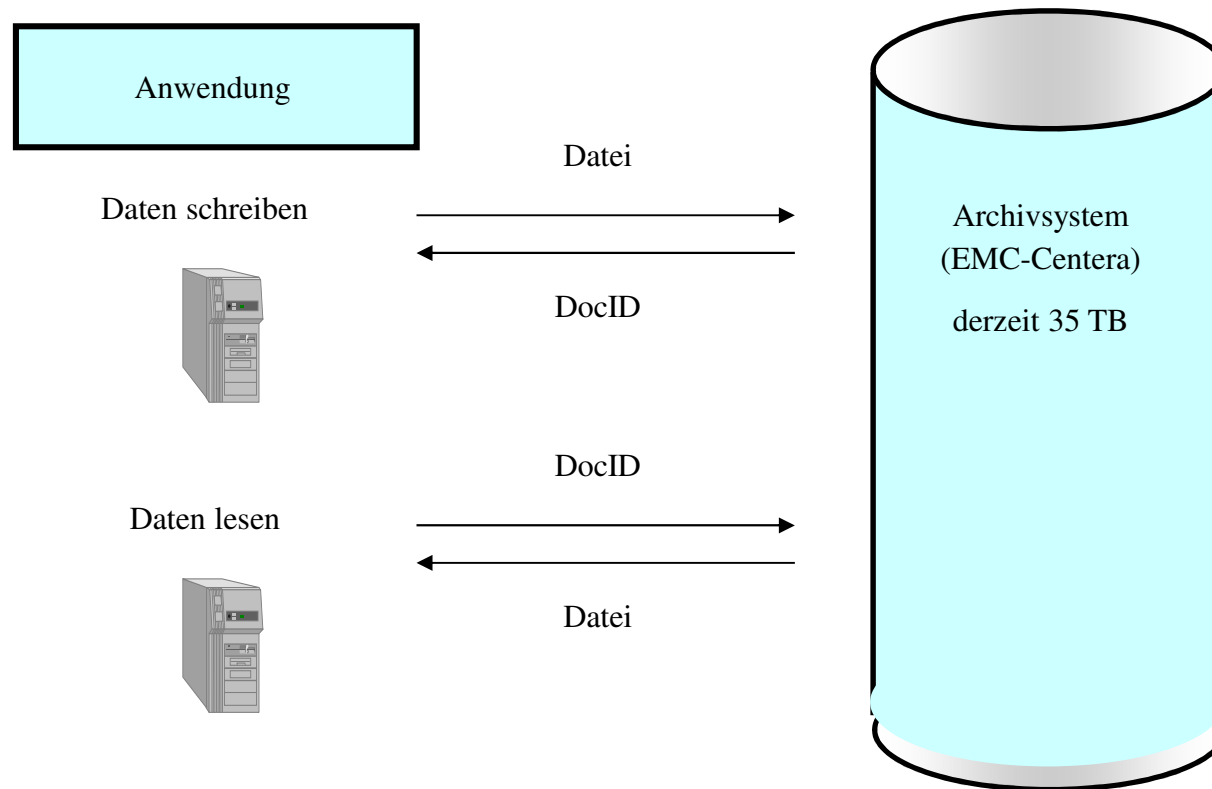 Anwendung
Datei
Daten schreiben
DocID
Archivsystem
(EMC-Centera)
derzeit 35 TB
DocID
Daten lesen
Datei